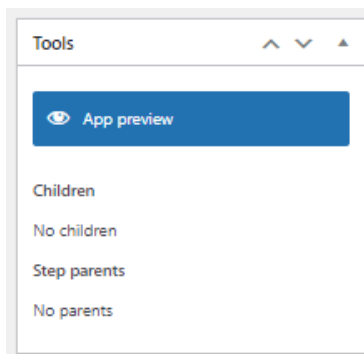 Tools
App preview
Children
No children
Step parents
No parents